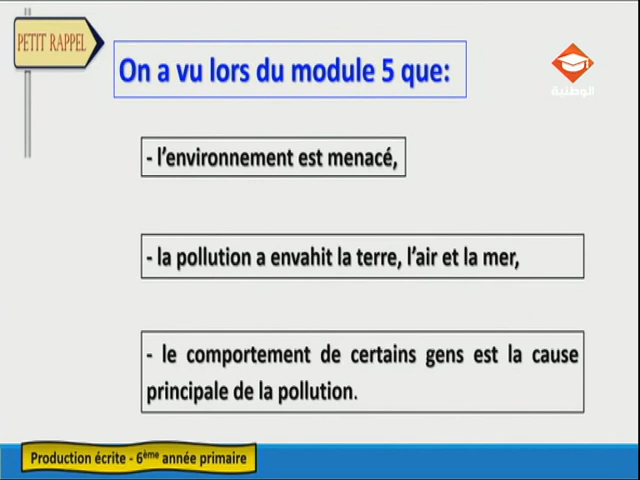 PETIT RAPPEL
On a vu lors du module 5 que:
الوطنية
- l'environnement est menacé,
- la pollution a envahit la terre, l'air et la mer,
- le comportement de certains gens est la cause
principale de la pollution.
Production écrite - 6ème année primaire